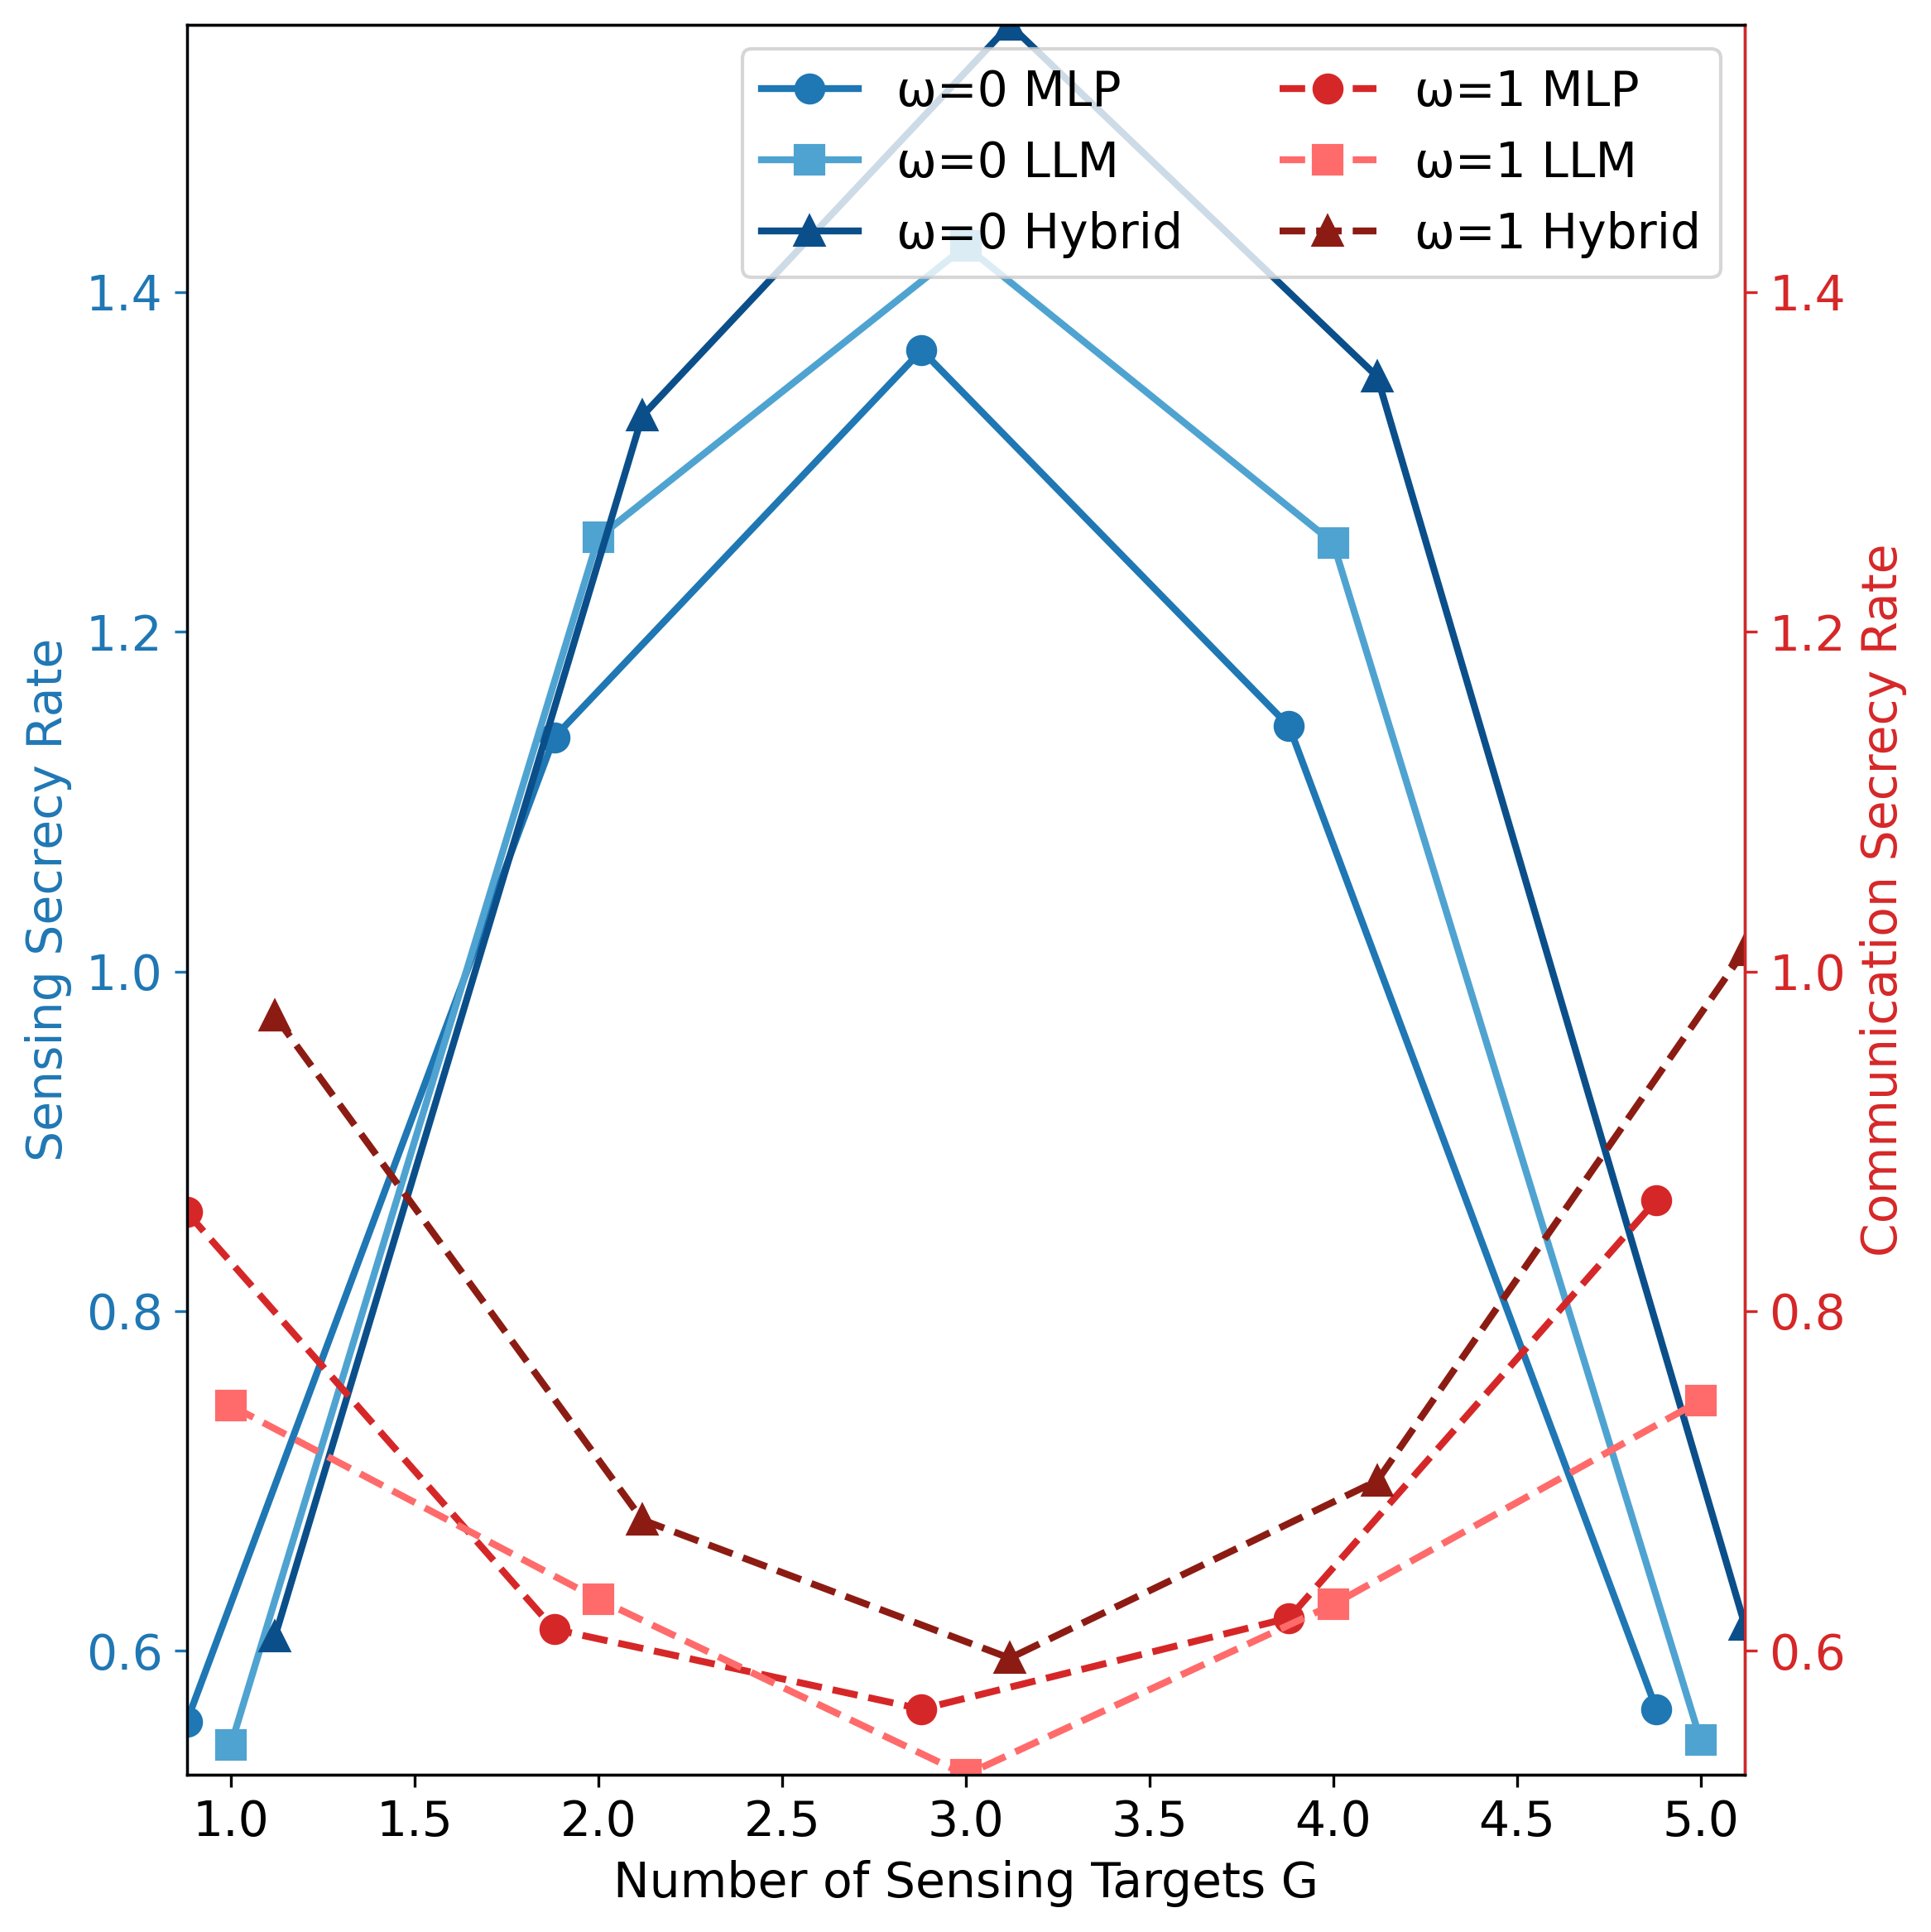 ω=0 MLP
ω=0 LLM
ω=0 Hybrid
ω=1 MLP
ω=1 LLM
ω=1 Hybrid
Sensing Secrecy Rate
1.4
1.2
1.0
0.8
0.6
1.4
1.2
1.0
0.8
0.6
Communication Secrecy Rate
1.0 1.5 2.0 2.5 3.0 3.5 4.0 4.5 5.0
Number of Sensing Targets G